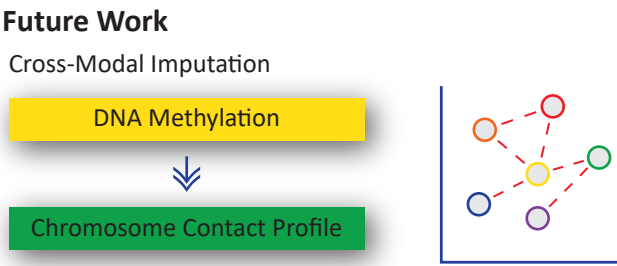 Future Work
Cross-Modal Imputation
DNA Methylation
Chromosome Contact Profile